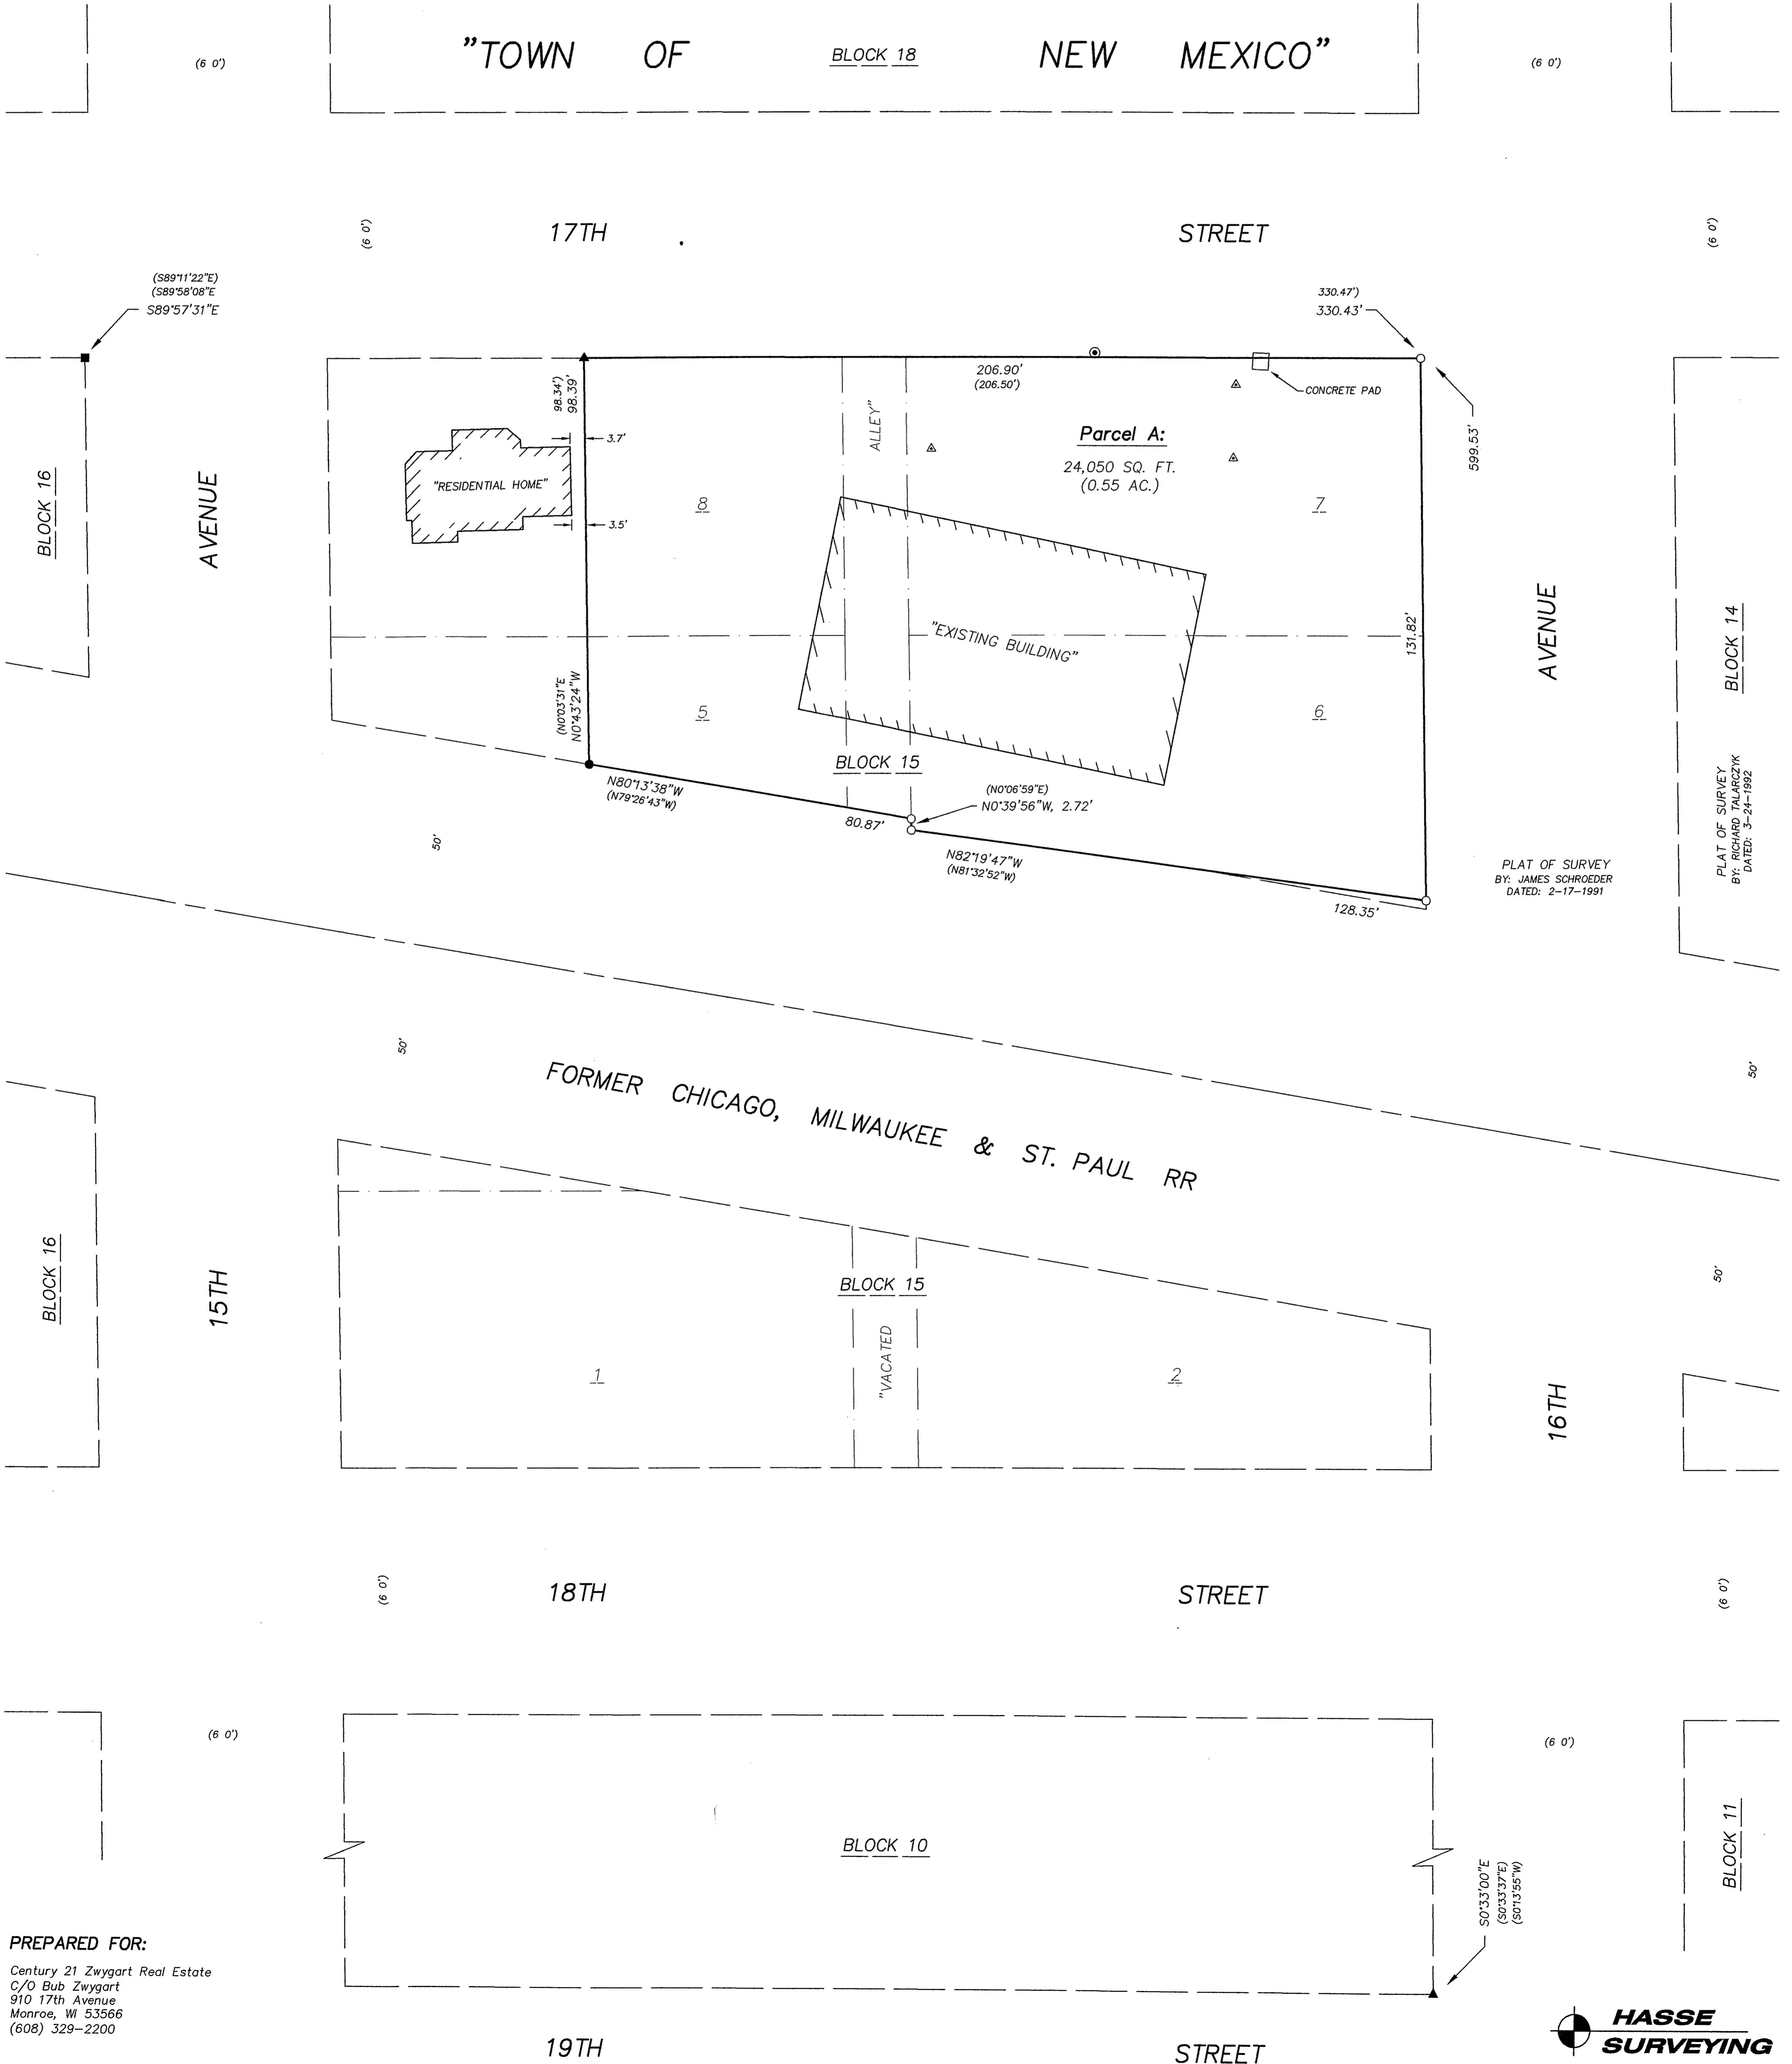 "TOWN OF BLOCK 18 NEW MEXICO"
(6 0')
(6 0')
(6 0')
17TH
STREET
(6 0')
(S89°11'22"E)
(S89°58'08"E
S89°57'31"E
330.47')
330.43'
206.90'
(206.50')
CONCRETE PAD
98.34')
98.39'
3.7'
ALLEY"
Parcel A:
24,050 SQ. FT.
(0.55 AC.)
599.53'
BLOCK 16
AVENUE
"RESIDENTIAL HOME"
8
7
3.5'
"EXISTING BUILDING"
131.82'
AVENUE
BLOCK 14
(N0°03'31"E
N0°43'24"W
5
6
BLOCK 15
N80°13'38"W
(N79°26'43"W)
(N0°06'59"E)
N0°39'56"W, 2.72'
80.87'
50'
N82°19'47"W
(N81°32'52"W)
128.35'
PLAT OF SURVEY
BY: JAMES SCHROEDER
DATED: 2-17-1991
PLAT OF SURVEY
BY: RICHARD TALARCZYK
DATED: 3-24-1992
50'
50'
FORMER CHICAGO, MILWAUKEE & ST. PAUL RR
BLOCK 16
15TH
BLOCK 15
50'
1
"VACATED
2
16TH
(6 0')
18TH
STREET
(6 0')
(6 0')
(6 0')
BLOCK 10
BLOCK 11
S0°33'00"E
(S0°33'37"E)
(S0°13'55"W)
PREPARED FOR:
Century 21 Zwygart Real Estate
C/O Bub Zwygart
910 17th Avenue
Monroe, WI 53566
(608) 329-2200
19TH
STREET
HASSE
SURVEYING